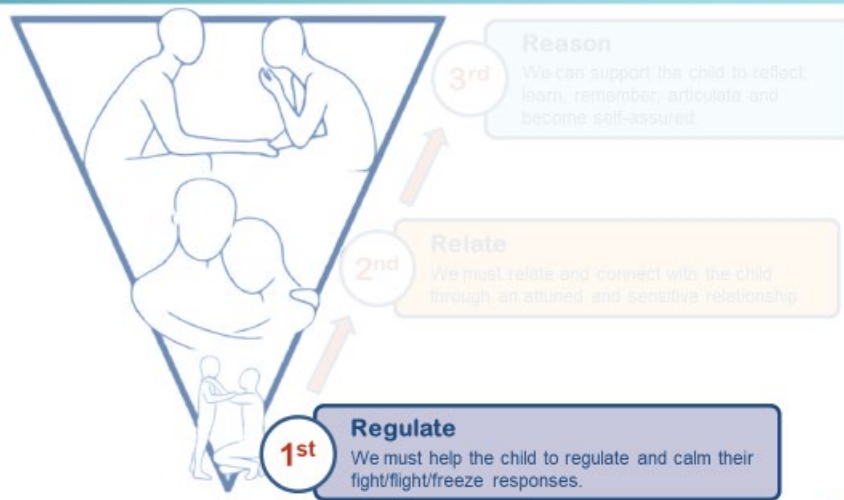 3rd
Reason
We can support the child to reflect,
learn, remember, articulate and
become self-assured.
2nd
Relate
We must relate and connect with the child
through an attuned and sensitive relationship
1st
Regulate
We must help the child to regulate and calm their
fight/flight/freeze responses.